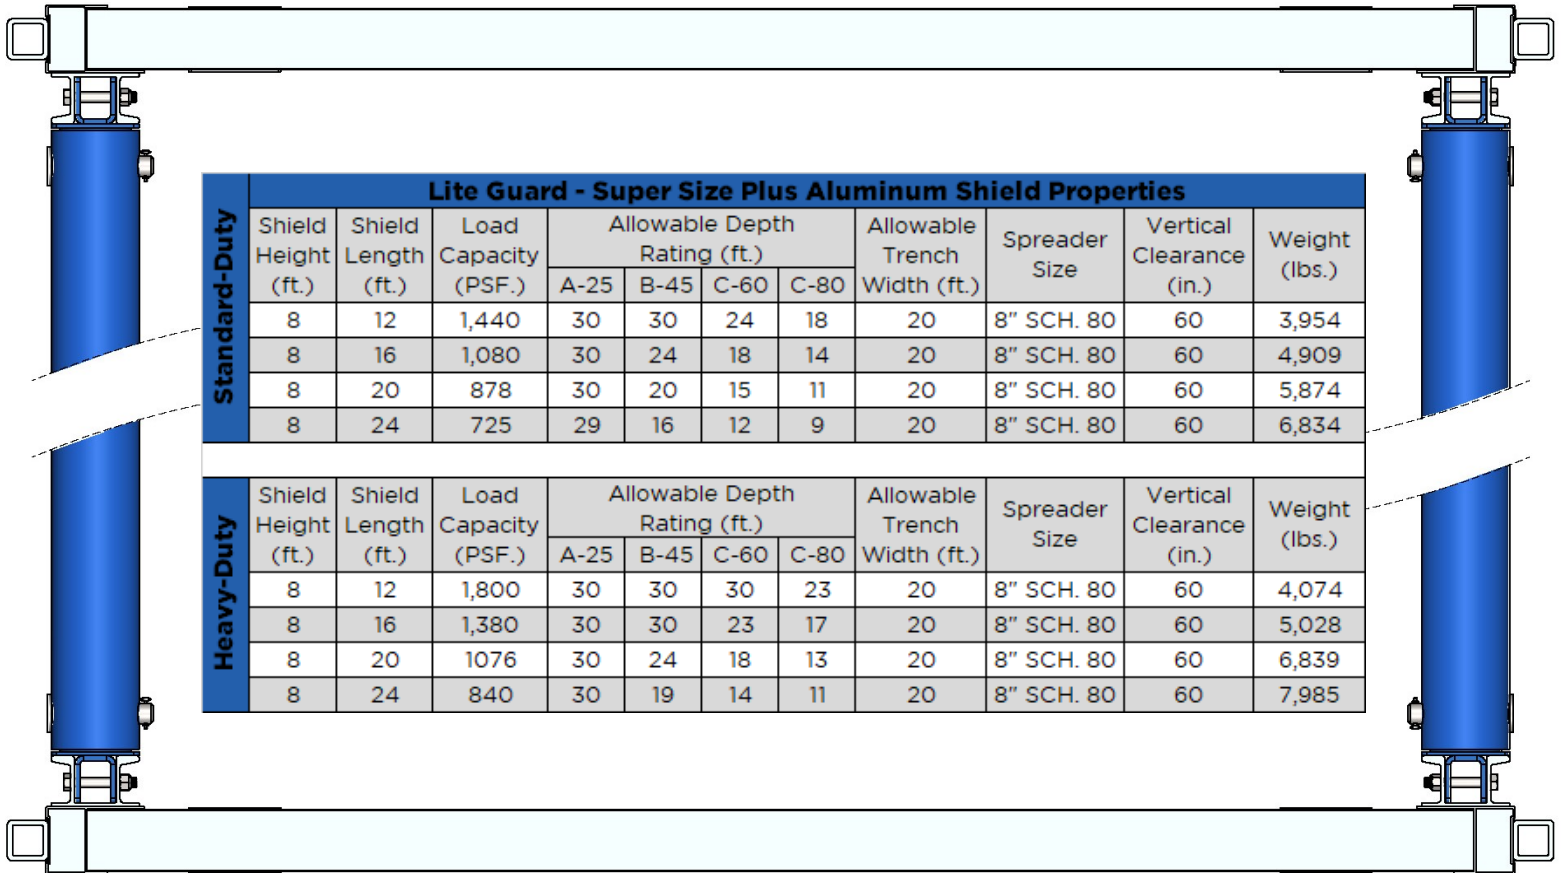 Lite Guard - Super Size Plus Aluminum Shield Properties
Standard-Duty
Shield Height (ft.) Shield Length (ft.) Load Capacity (PSF.) Allowable Depth Rating (ft.) Allowable Trench Width (ft.) Spreader Size Vertical Clearance (in.) Weight (lbs.)
A-25 B-45 C-60 C-80
8 12 1,440 30 30 24 18 20 8" SCH. 80 60 3,954
8 16 1,080 30 24 18 14 20 8" SCH. 80 60 4,909
8 20 878 30 20 15 11 20 8" SCH. 80 60 5,874
8 24 725 29 16 12 9 20 8" SCH. 80 60 6,834
Heavy-Duty
Shield Height (ft.) Shield Length (ft.) Load Capacity (PSF.) Allowable Depth Rating (ft.) Allowable Trench Width (ft.) Spreader Size Vertical Clearance (in.) Weight (lbs.)
A-25 B-45 C-60 C-80
8 12 1,800 30 30 30 23 20 8" SCH. 80 60 4,074
8 16 1,380 30 30 23 17 20 8" SCH. 80 60 5,028
8 20 1076 30 24 18 13 20 8" SCH. 80 60 6,839
8 24 840 30 19 14 11 20 8" SCH. 80 60 7,985